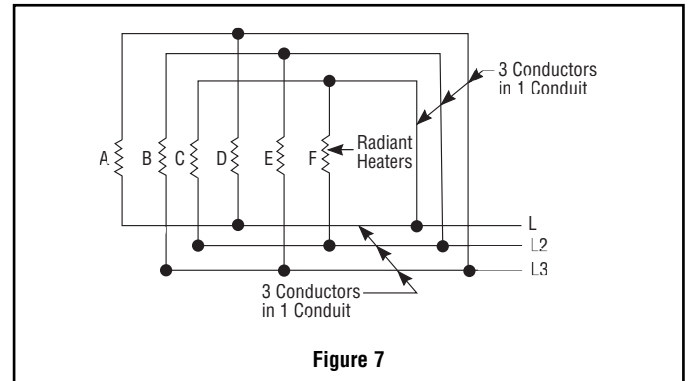 3 Conductors
in 1 Conduit
A B C D E F
Radiant
Heaters
L
L2
L3
3 Conductors
in 1 Conduit
Figure 7